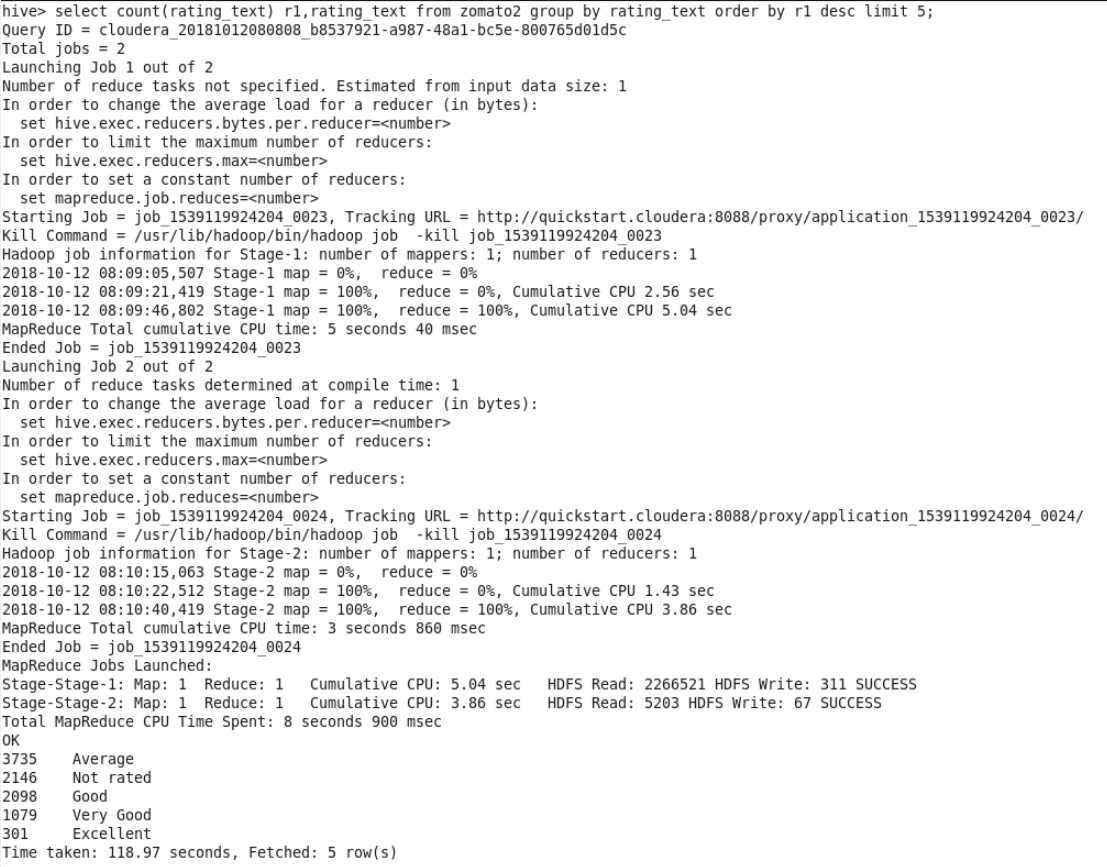 hive> select count(rating_text) r1,rating_text from zomato2 group by rating_text order by r1 desc limit 5;
Query ID = cloudera_20181012080808_b8537921-a987-48a1-bc5e-800765d01d5c
Total jobs = 2
Launching Job 1 out of 2
Number of reduce tasks not specified. Estimated from input data size: 1
In order to change the average load for a reducer (in bytes):
  set hive.exec.reducers.bytes.per.reducer=<number>
In order to limit the maximum number of reducers:
  set hive.exec.reducers.max=<number>
In order to set a constant number of reducers:
  set mapreduce.job.reduces=<number>
Starting Job = job_1539119924204_0023, Tracking URL = http://quickstart.cloudera:8088/proxy/application_1539119924204_0023/
Kill Command = /usr/lib/hadoop/bin/hadoop job  -kill job_1539119924204_0023
Hadoop job information for Stage-1: number of mappers: 1; number of reducers: 1
2018-10-12 08:09:05,507 Stage-1 map = 0%,  reduce = 0%
2018-10-12 08:09:21,419 Stage-1 map = 100%,  reduce = 0%, Cumulative CPU 2.56 sec
2018-10-12 08:09:46,802 Stage-1 map = 100%,  reduce = 100%, Cumulative CPU 5.04 sec
MapReduce Total cumulative CPU time: 5 seconds 40 msec
Ended Job = job_1539119924204_0023
Launching Job 2 out of 2
Number of reduce tasks determined at compile time: 1
In order to change the average load for a reducer (in bytes):
  set hive.exec.reducers.bytes.per.reducer=<number>
In order to limit the maximum number of reducers:
  set hive.exec.reducers.max=<number>
In order to set a constant number of reducers:
  set mapreduce.job.reduces=<number>
Starting Job = job_1539119924204_0024, Tracking URL = http://quickstart.cloudera:8088/proxy/application_1539119924204_0024/
Kill Command = /usr/lib/hadoop/bin/hadoop job  -kill job_1539119924204_0024
Hadoop job information for Stage-2: number of mappers: 1; number of reducers: 1
2018-10-12 08:10:15,063 Stage-2 map = 0%,  reduce = 0%
2018-10-12 08:10:22,512 Stage-2 map = 100%,  reduce = 0%, Cumulative CPU 1.43 sec
2018-10-12 08:10:40,419 Stage-2 map = 100%,  reduce = 100%, Cumulative CPU 3.86 sec
MapReduce Total cumulative CPU time: 3 seconds 860 msec
Ended Job = job_1539119924204_0024
MapReduce Jobs Launched:
Stage-Stage-1: Map: 1  Reduce: 1   Cumulative CPU: 5.04 sec   HDFS Read: 2266521 HDFS Write: 311 SUCCESS
Stage-Stage-2: Map: 1  Reduce: 1   Cumulative CPU: 3.86 sec   HDFS Read: 5203 HDFS Write: 67 SUCCESS
Total MapReduce CPU Time Spent: 8 seconds 900 msec
OK
3735    Average
2146    Not rated
2098    Good
1079    Very Good
301     Excellent
Time taken: 118.97 seconds, Fetched: 5 row(s)